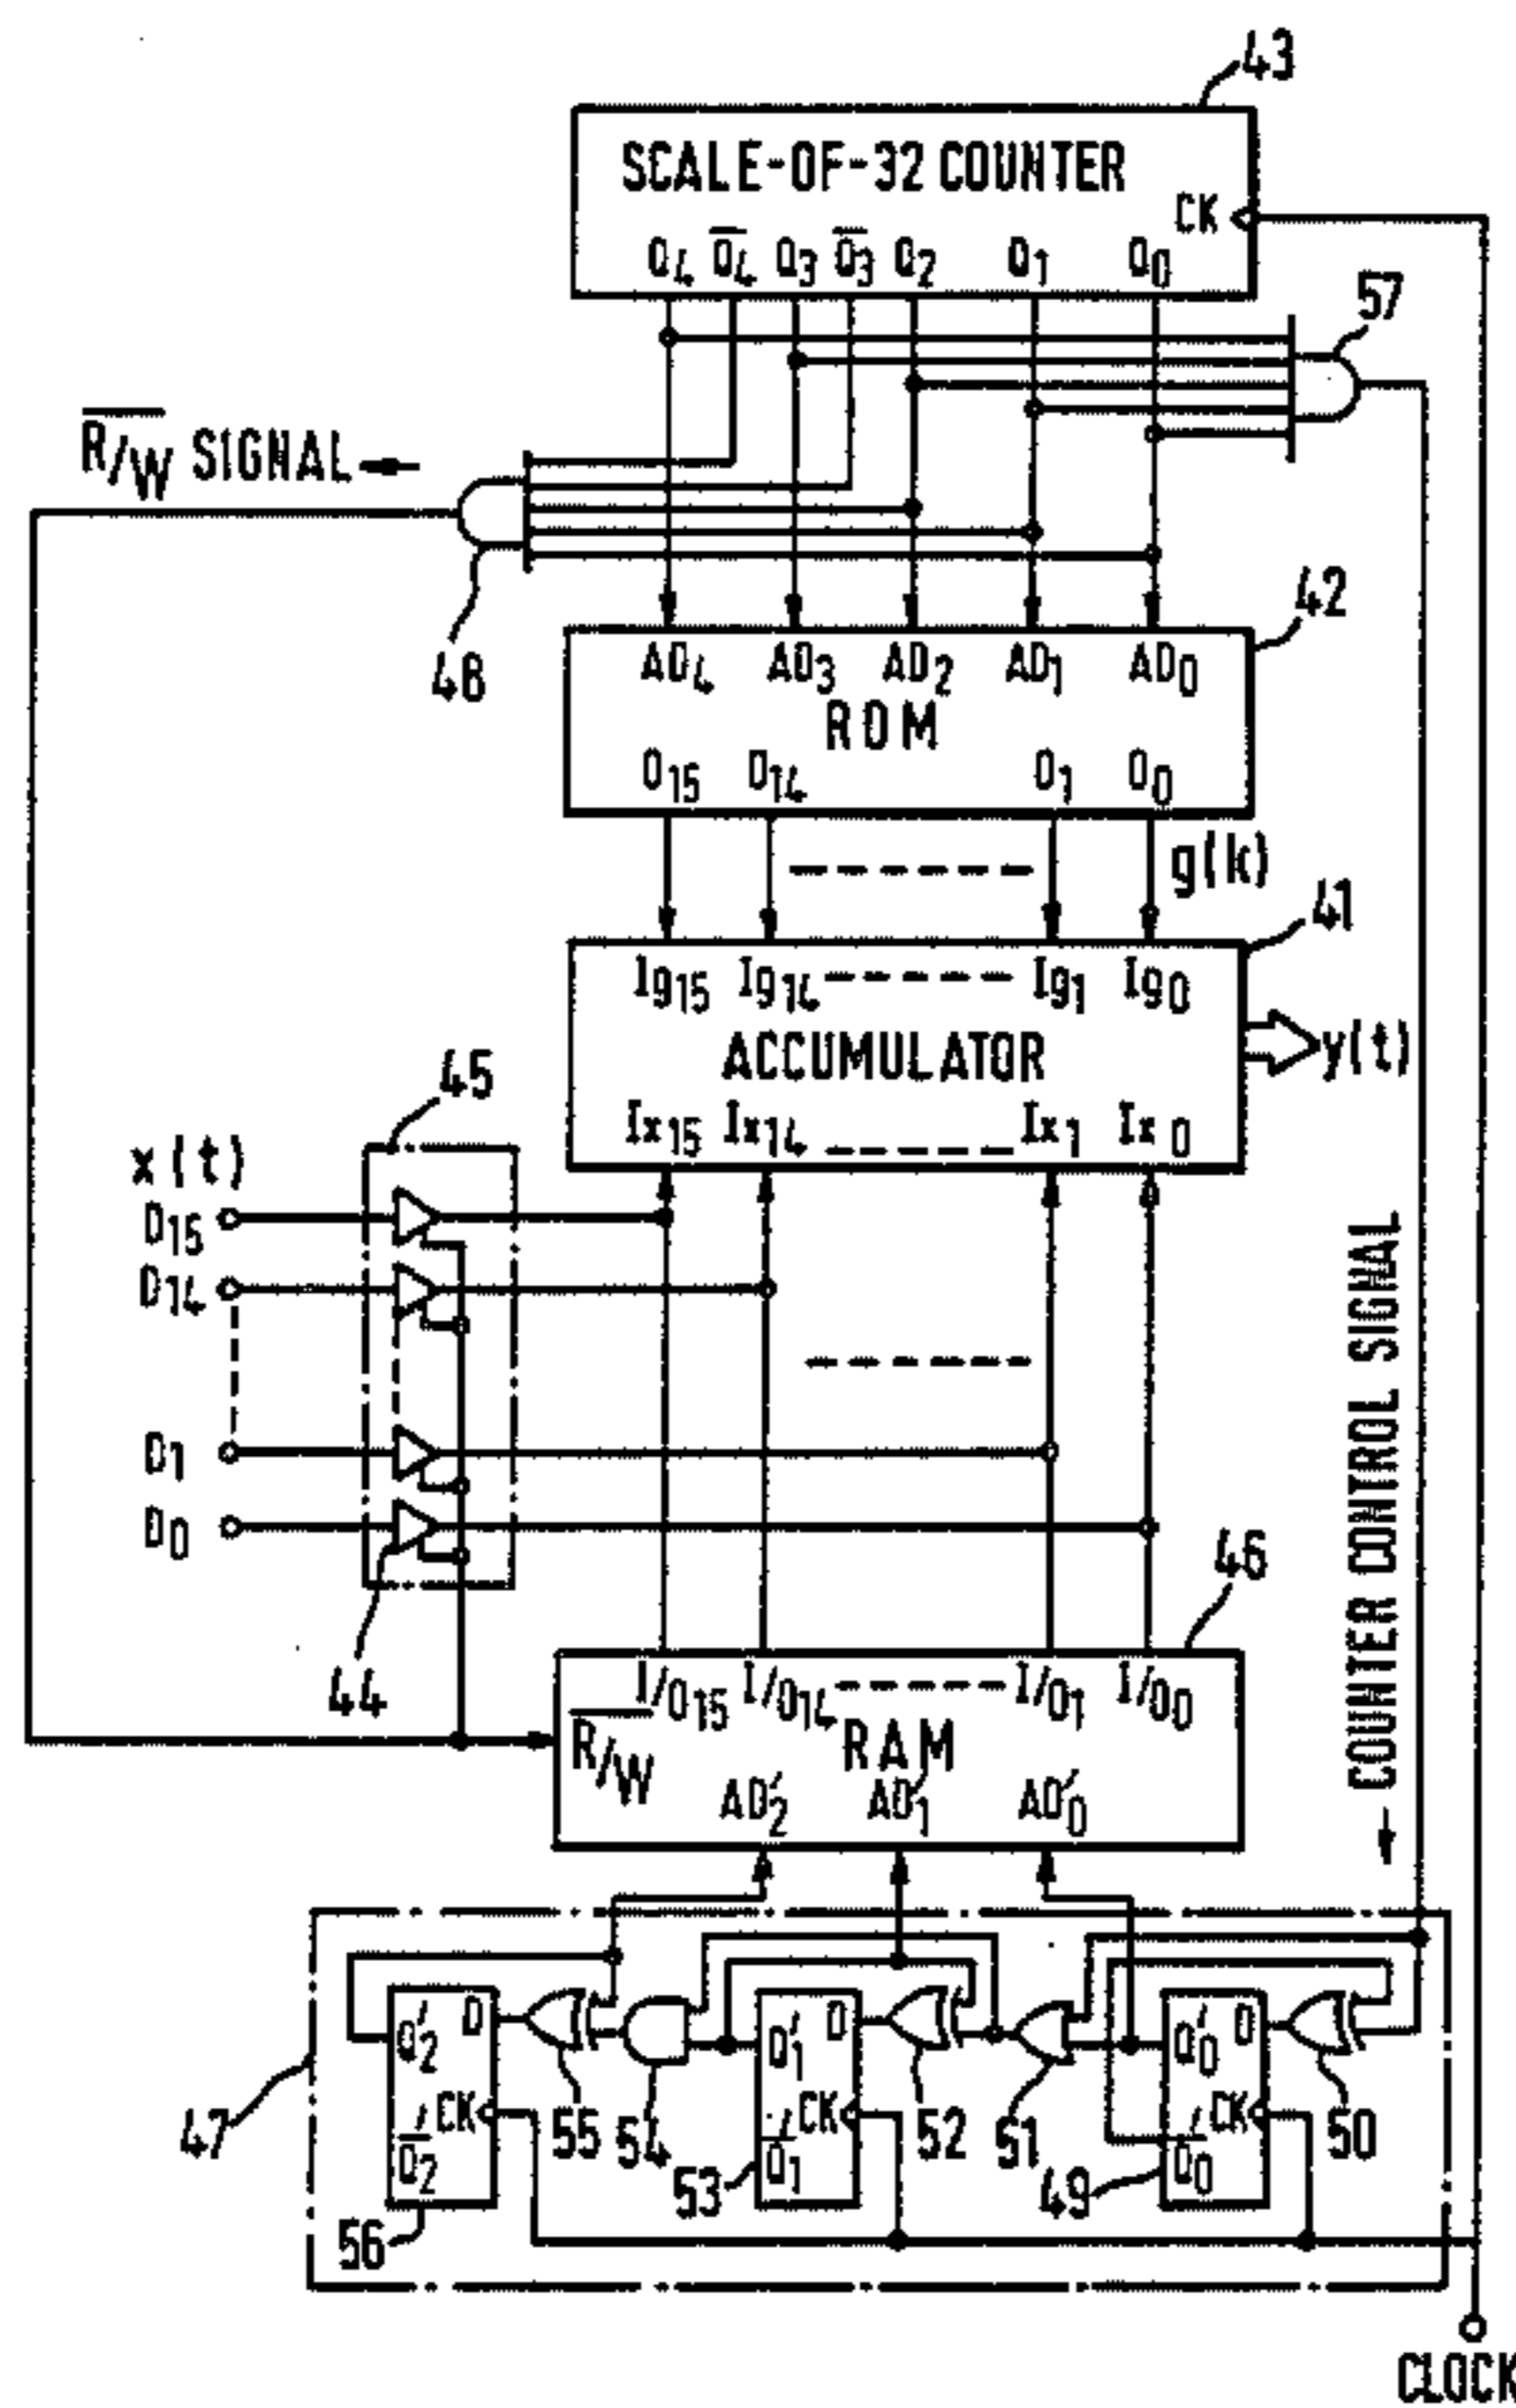 43
SCALE-OF-32 COUNTER
CK
Q4 Q̅4 Q3 Q̅3 Q2 Q1 Q0
57
R/W SIGNAL
48
42
AD4 AD3 AD2 AD1 AD0
ROM
O15 O14 O1 O0
g(k)
41
Ig15 Ig14 Ig1 Ig0
ACCUMULATOR
y(t)
Ix15 Ix14 Ix1 Ix0
45
x(t)
D15
D14
D1
D0
44
46
COUNTER CONTROL SIGNAL
I/O15 I/O14 I/O1 I/O0
R/W RAM
AD'2 AD'1 AD'0
Q'2 D Q'1 D Q'0 D
CK CK CK
Q̅'2 Q̅'1 Q̅'0
47
55 54 53 52 51 49 50
56
CLOCK